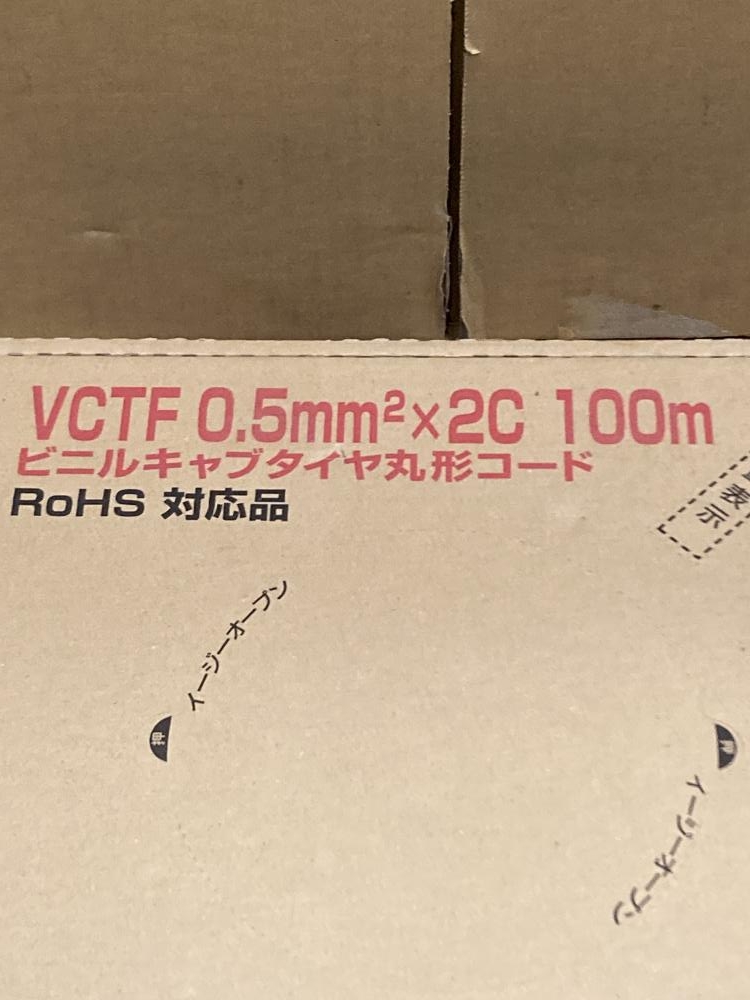 VCTF 0.5mm²×2C 100m
ビニルキャブタイヤ丸形コード
RoHS 対応品
表示
イージーオープン
押
押
イージーオープン